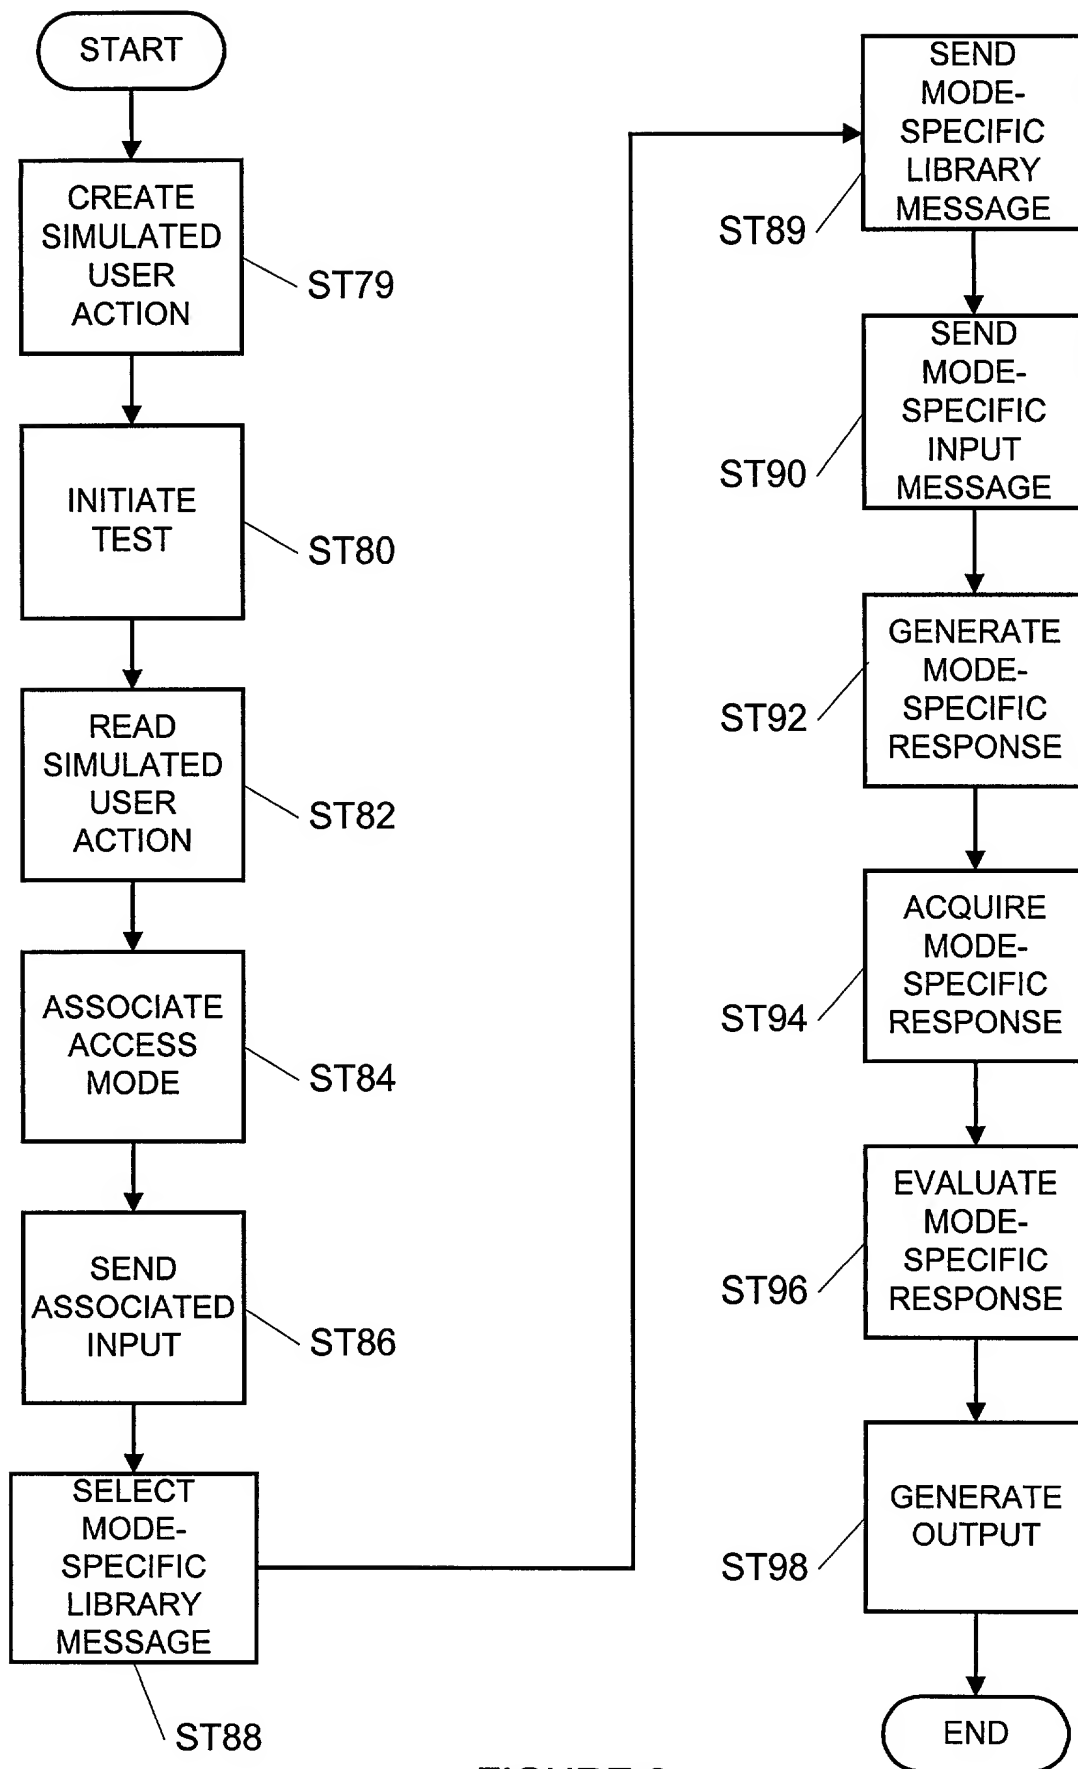 START
CREATE
SIMULATED
USER
ACTION
ST79
INITIATE
TEST
ST80
READ
SIMULATED
USER
ACTION
ST82
ASSOCIATE
ACCESS
MODE
ST84
SEND
ASSOCIATED
INPUT
ST86
SELECT
MODE-
SPECIFIC
LIBRARY
MESSAGE
ST88
SEND
MODE-
SPECIFIC
LIBRARY
MESSAGE
ST89
SEND
MODE-
SPECIFIC
INPUT
MESSAGE
ST90
GENERATE
MODE-
SPECIFIC
RESPONSE
ST92
ACQUIRE
MODE-
SPECIFIC
RESPONSE
ST94
EVALUATE
MODE-
SPECIFIC
RESPONSE
ST96
GENERATE
OUTPUT
ST98
END